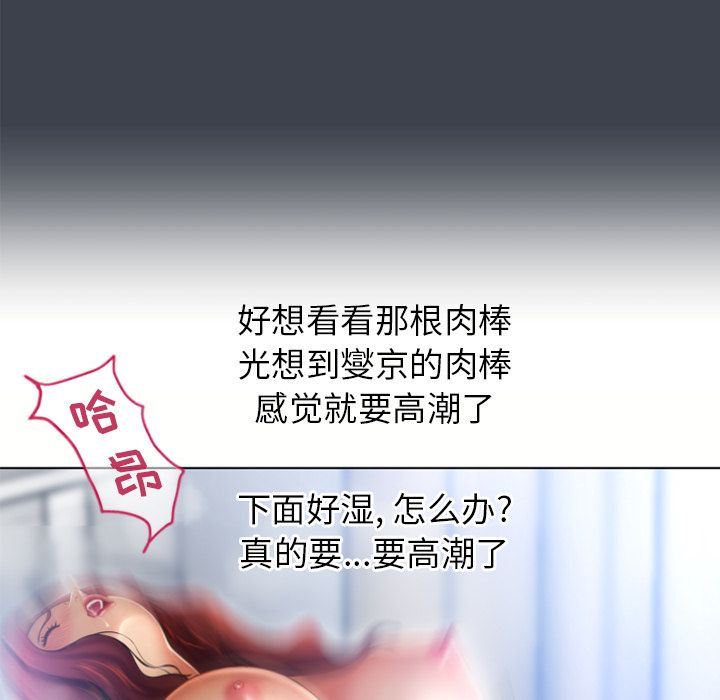 好想看看那根肉棒
光想到燮京的肉棒
感觉就要高潮了
哈
昂
下面好湿, 怎么办?
真的要...要高潮了